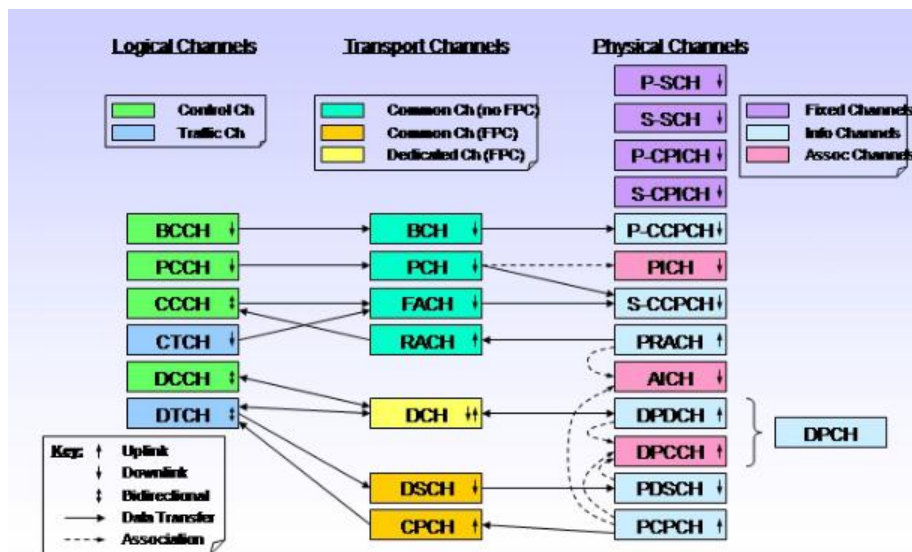 Logical Channels
Transport Channels
Physical Channels
Control Ch
Traffic Ch
Common Ch (no FPC)
Common Ch (FPC)
Dedicated Ch (FPC)
Fixed Channels
Info Channels
Assoc Channels
P-SCH ↓
S-SCH ↓
P-CPICH ↓
S-CPICH ↓
BCCH ↓
BCH ↓
P-CCPCH ↓
PCCH ↓
PCH ↓
PICH ↓
CCCH ↕
FACH ↓
S-CCPCH ↓
CTCH ↓
RACH ↑
PRACH ↑
DCCH ↕
AICH ↓
DTCH ↕
DCH ↓↑
DPDCH ↑
DPCH
DPCCH ↑
DSCH ↓
PDSCH ↓
CPCH ↑
PCPCH ↑
Key: ↑ Uplink
↓ Downlink
↕ Bidirectional
Data Transfer
Association